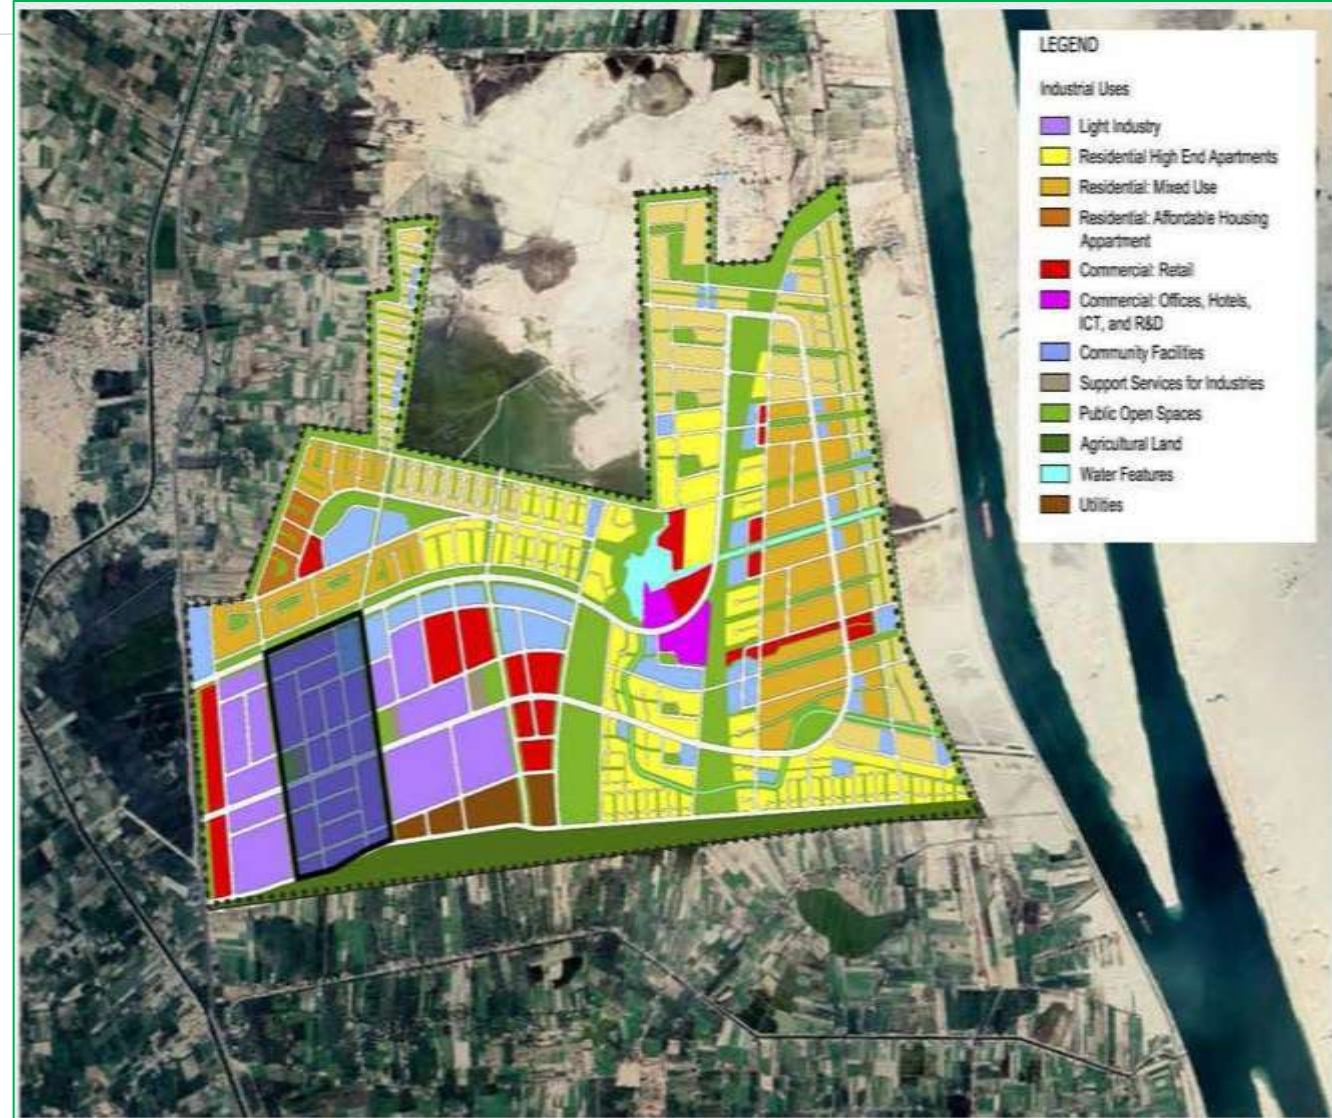 LEGEND
Industrial Uses
Light Industry
Residential High End Apartments
Residential: Mixed Use
Residential: Affordable Housing
Appartment
Commercial: Retail
Commercial: Offices, Hotels,
ICT, and R&D
Community Facilities
Support Services for Industries
Public Open Spaces
Agricultural Land
Water Features
Utilities